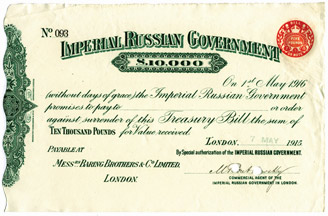 No 093
IMPERIAL RUSSIAN GOVERNMENT
£10,000
On 1st May 1916
(without days of grace) the Imperial Russian Government
promises to pay to or order
against surrender of this Treasury Bill the sum of
TEN THOUSAND POUNDS for Value received.
LONDON, 7 MAY 1915
PAYABLE AT
By Special authorization of the IMPERIAL RUSSIAN GOVERNMENT.
MESSRS BARING BROTHERS & CO. LIMITED,
LONDON.
COMMERCIAL AGENT OF THE
IMPERIAL RUSSIAN GOVERNMENT IN LONDON.